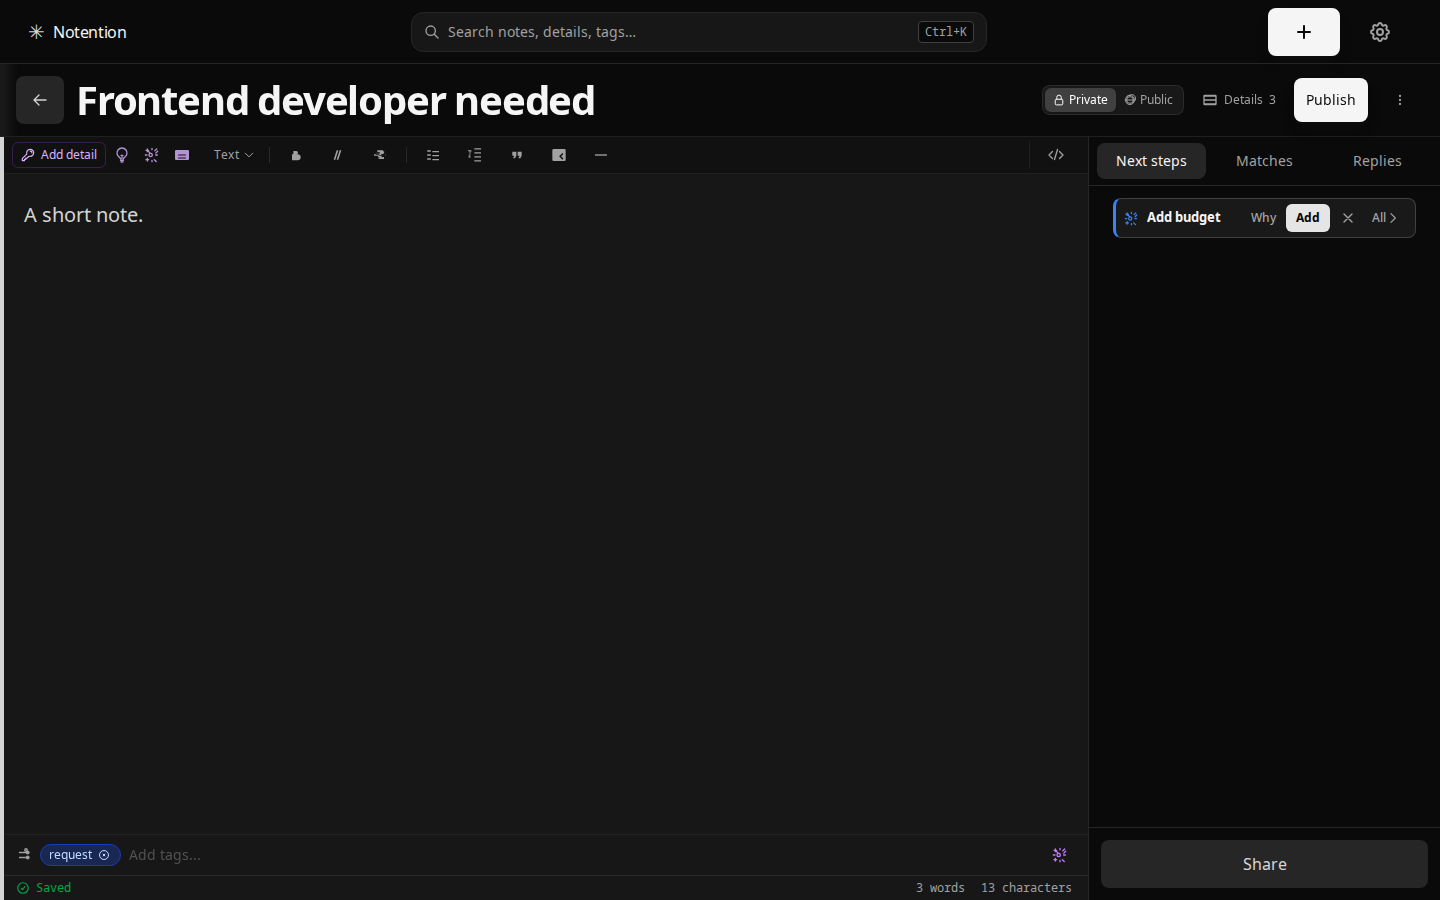 Notention
Search notes, details, tags...
Ctrl+K
Frontend developer needed
Private
Public
Details 3
Publish
Add detail
Text
Next steps
Matches
Replies
A short note.
Add budget
Why
Add
All
request
Add tags...
Share
Saved
3 words 13 characters